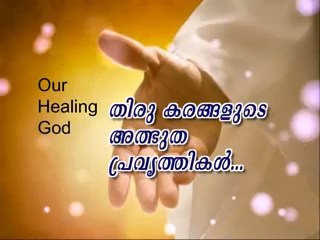 Our
Healing
God
തിരു കരങ്ങളുടെ
അത്ഭുത
പ്രവൃത്തികൾ...